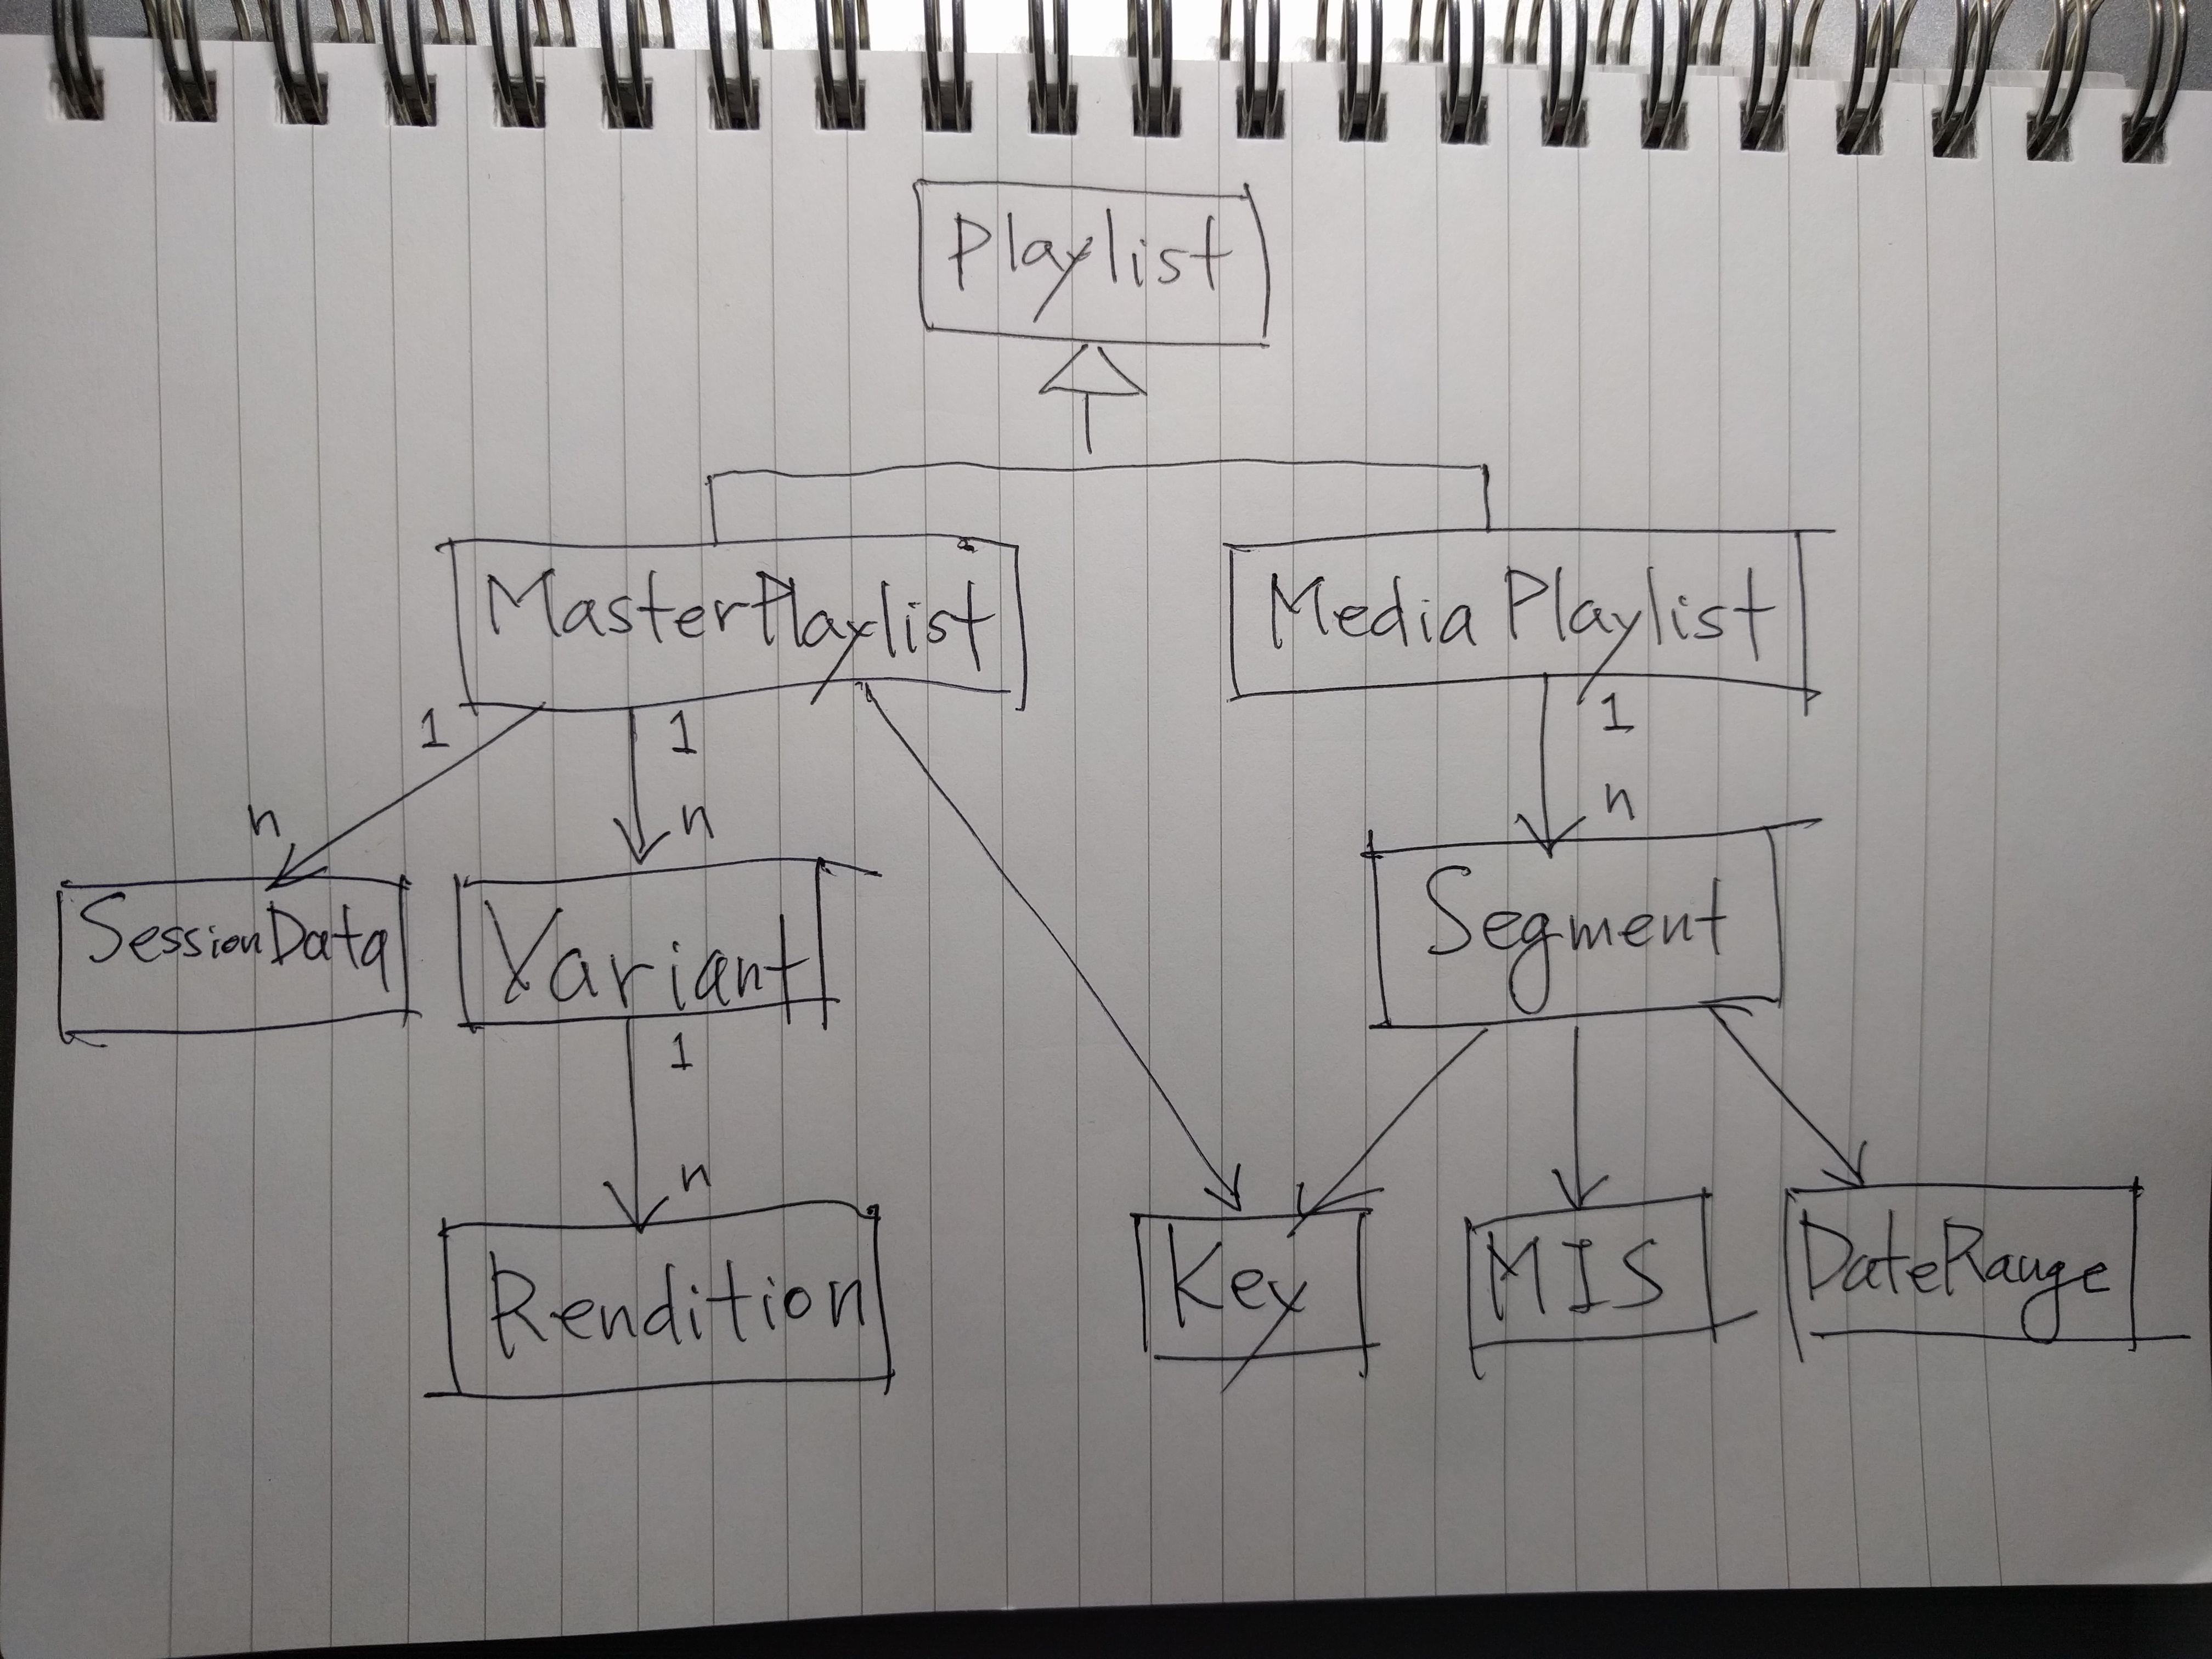 Playlist
MasterPlaylist
Media Playlist
1
1
1
n
n
n
SessionData
Variant
Segment
1
n
Rendition
Key
MIS
DateRange